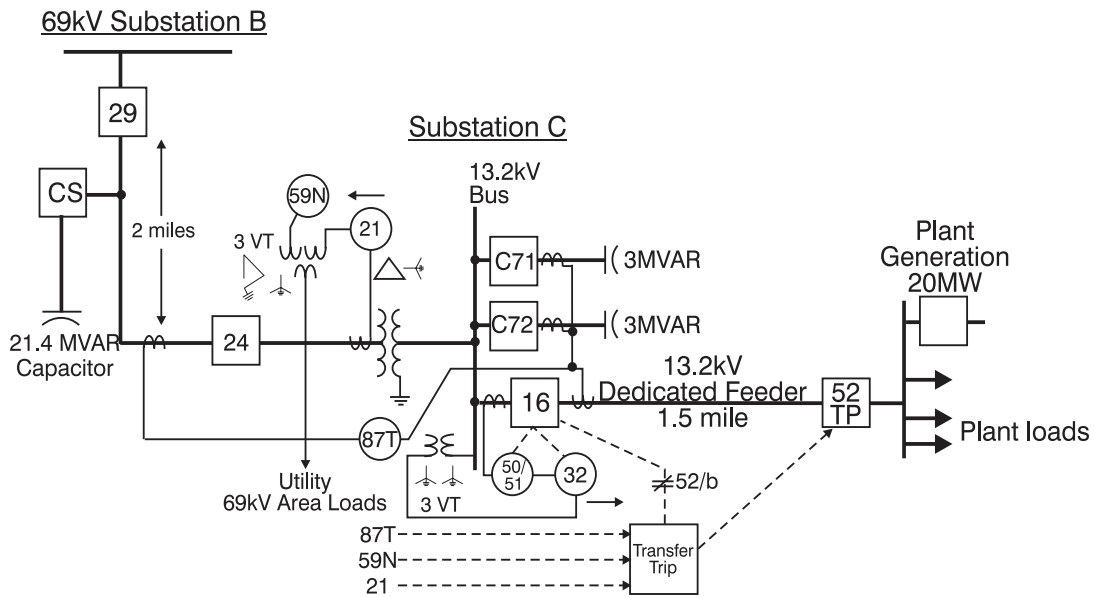 69kV Substation B
29
CS
2 miles
21.4 MVAR
Capacitor
24
59N
21
3 VT
87T
Utility
69kV Area Loads
Substation C
13.2kV
Bus
C71
3MVAR
C72
3MVAR
13.2kV
Dedicated Feeder
1.5 mile
16
50/
51
32
3 VT
52/b
52
TP
Plant
Generation
20MW
Plant loads
87T
59N
21
Transfer
Trip